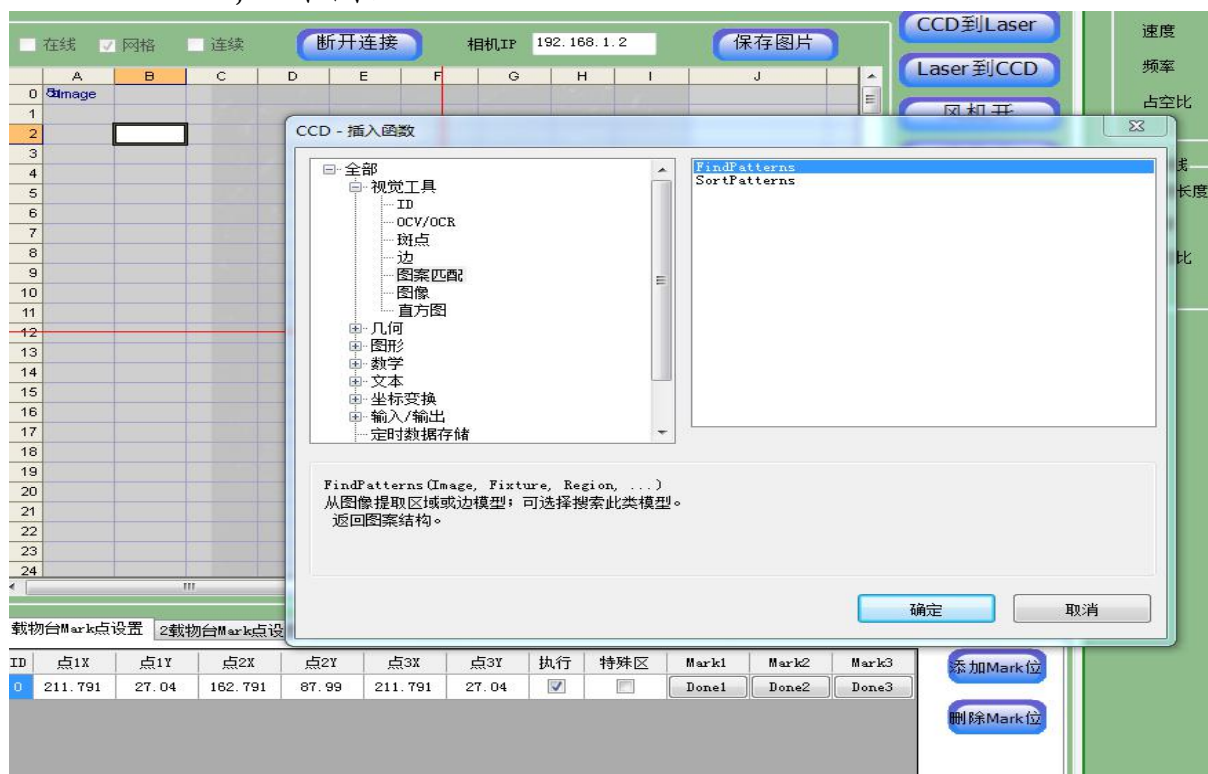 在线 网格 连续 断开连接 相机IP 192.168.1.2 保存图片 CCD到Laser 速度
Laser到CCD 频率
风机开 占空比
A B C D E F G H I J
0 Image
1
2
3
4
5
6
7
8
9
10
11
12
13
14
15
16
17
18
19
20
21
22
23
24
CCD - 插入函数
全部
视觉工具
ID
OCV/OCR
斑点
边
图案匹配
图像
直方图
几何
图形
数学
文本
坐标变换
输入/输出
定时数据存储
FindPatterns
SortPatterns
线
长度
比
FindPatterns(Image, Fixture, Region, ...)
从图像提取区域或边模型；可选择搜索此类模型。
返回图案结构。
确定 取消
载物台Mark点设置 2载物台Mark点设
ID 点1X 点1Y 点2X 点2Y 点3X 点3Y 执行 特殊区 Mark1 Mark2 Mark3
0 211.791 27.04 162.791 87.99 211.791 27.04 Done1 Done2 Done3
添加Mark位
删除Mark位